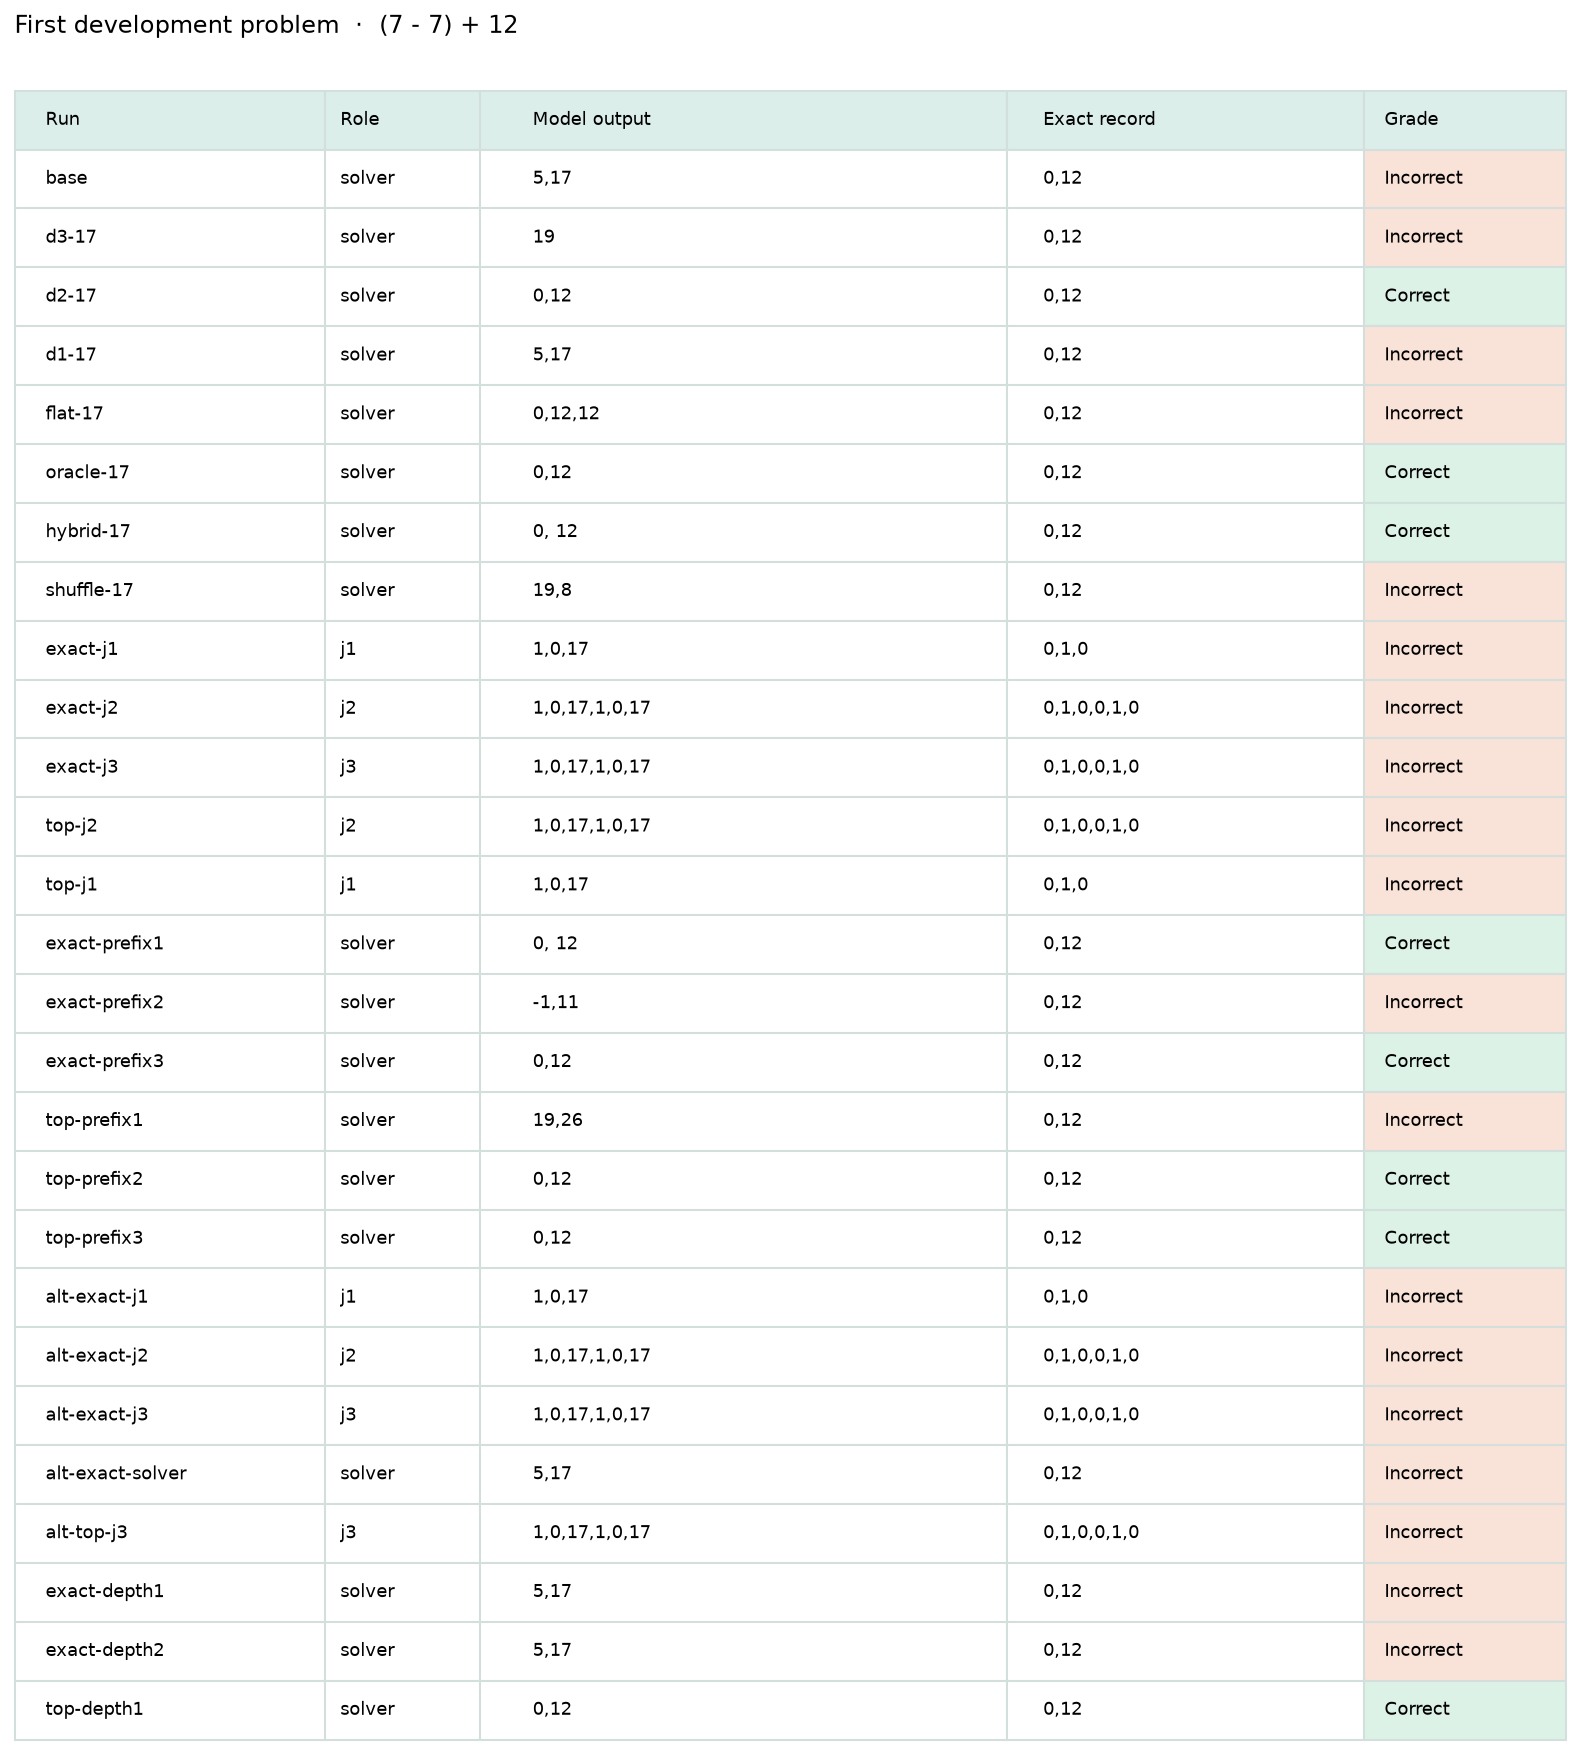 First development problem · (7 - 7) + 12
Run Role Model output Exact record Grade
base solver 5,17 0,12 Incorrect
d3-17 solver 19 0,12 Incorrect
d2-17 solver 0,12 0,12 Correct
d1-17 solver 5,17 0,12 Incorrect
flat-17 solver 0,12,12 0,12 Incorrect
oracle-17 solver 0,12 0,12 Correct
hybrid-17 solver 0, 12 0,12 Correct
shuffle-17 solver 19,8 0,12 Incorrect
exact-j1 j1 1,0,17 0,1,0 Incorrect
exact-j2 j2 1,0,17,1,0,17 0,1,0,0,1,0 Incorrect
exact-j3 j3 1,0,17,1,0,17 0,1,0,0,1,0 Incorrect
top-j2 j2 1,0,17,1,0,17 0,1,0,0,1,0 Incorrect
top-j1 j1 1,0,17 0,1,0 Incorrect
exact-prefix1 solver 0, 12 0,12 Correct
exact-prefix2 solver -1,11 0,12 Incorrect
exact-prefix3 solver 0,12 0,12 Correct
top-prefix1 solver 19,26 0,12 Incorrect
top-prefix2 solver 0,12 0,12 Correct
top-prefix3 solver 0,12 0,12 Correct
alt-exact-j1 j1 1,0,17 0,1,0 Incorrect
alt-exact-j2 j2 1,0,17,1,0,17 0,1,0,0,1,0 Incorrect
alt-exact-j3 j3 1,0,17,1,0,17 0,1,0,0,1,0 Incorrect
alt-exact-solver solver 5,17 0,12 Incorrect
alt-top-j3 j3 1,0,17,1,0,17 0,1,0,0,1,0 Incorrect
exact-depth1 solver 5,17 0,12 Incorrect
exact-depth2 solver 5,17 0,12 Incorrect
top-depth1 solver 0,12 0,12 Correct